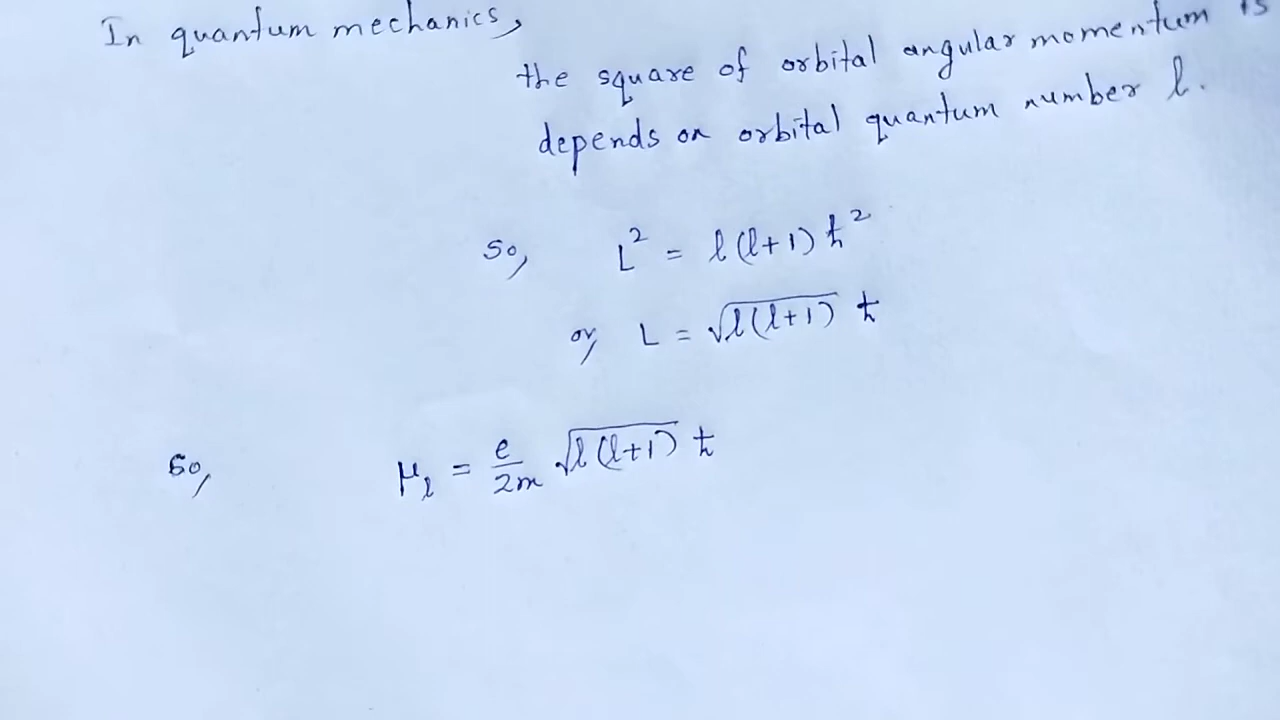 In quantum mechanics,
the square of orbital angular momentum is
depends on orbital quantum number l.
So, L² = l(l+1) ħ²
or, L = √l(l+1) ħ
So, μₗ = e/2m √l(l+1) ħ